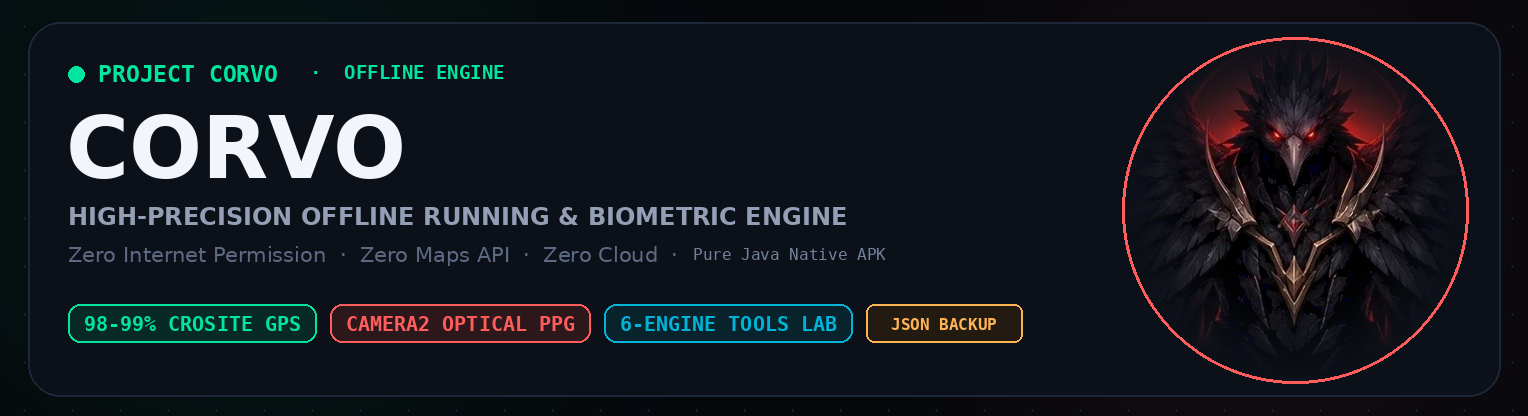 PROJECT CORVO · OFFLINE ENGINE
CORVO
HIGH-PRECISION OFFLINE RUNNING & BIOMETRIC ENGINE
Zero Internet Permission · Zero Maps API · Zero Cloud · Pure Java Native APK
98-99% CROSITE GPS CAMERA2 OPTICAL PPG 6-ENGINE TOOLS LAB JSON BACKUP